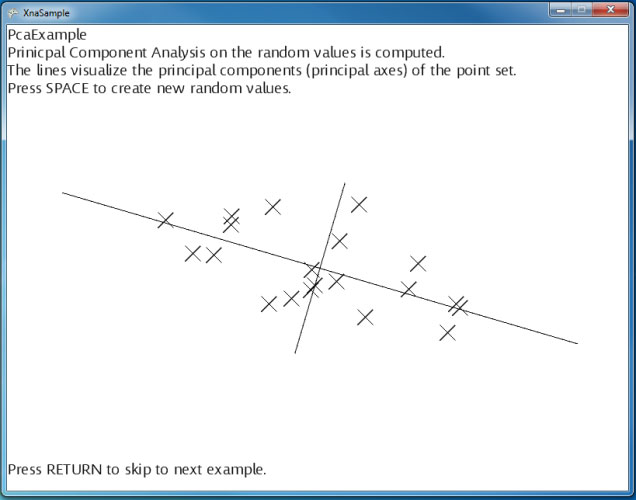 XnaSample
PcaExample
Prinicpal Component Analysis on the random values is computed.
The lines visualize the principal components (principal axes) of the point set.
Press SPACE to create new random values.
Press RETURN to skip to next example.